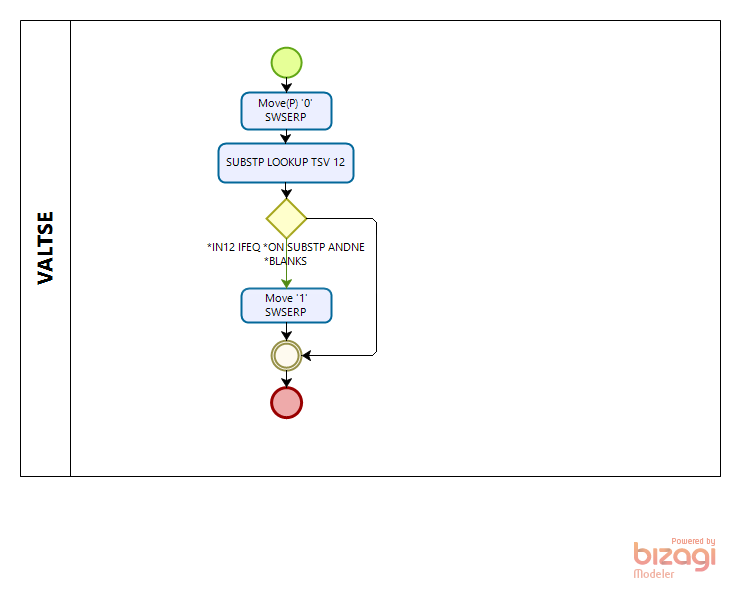 VALTSE
Move(P) '0'
SWSERP
SUBSTP LOOKUP TSV 12
*IN12 IFEQ *ON SUBSTP ANDNE
*BLANKS
Move '1'
SWSERP
Powered by
bizagi
Modeler